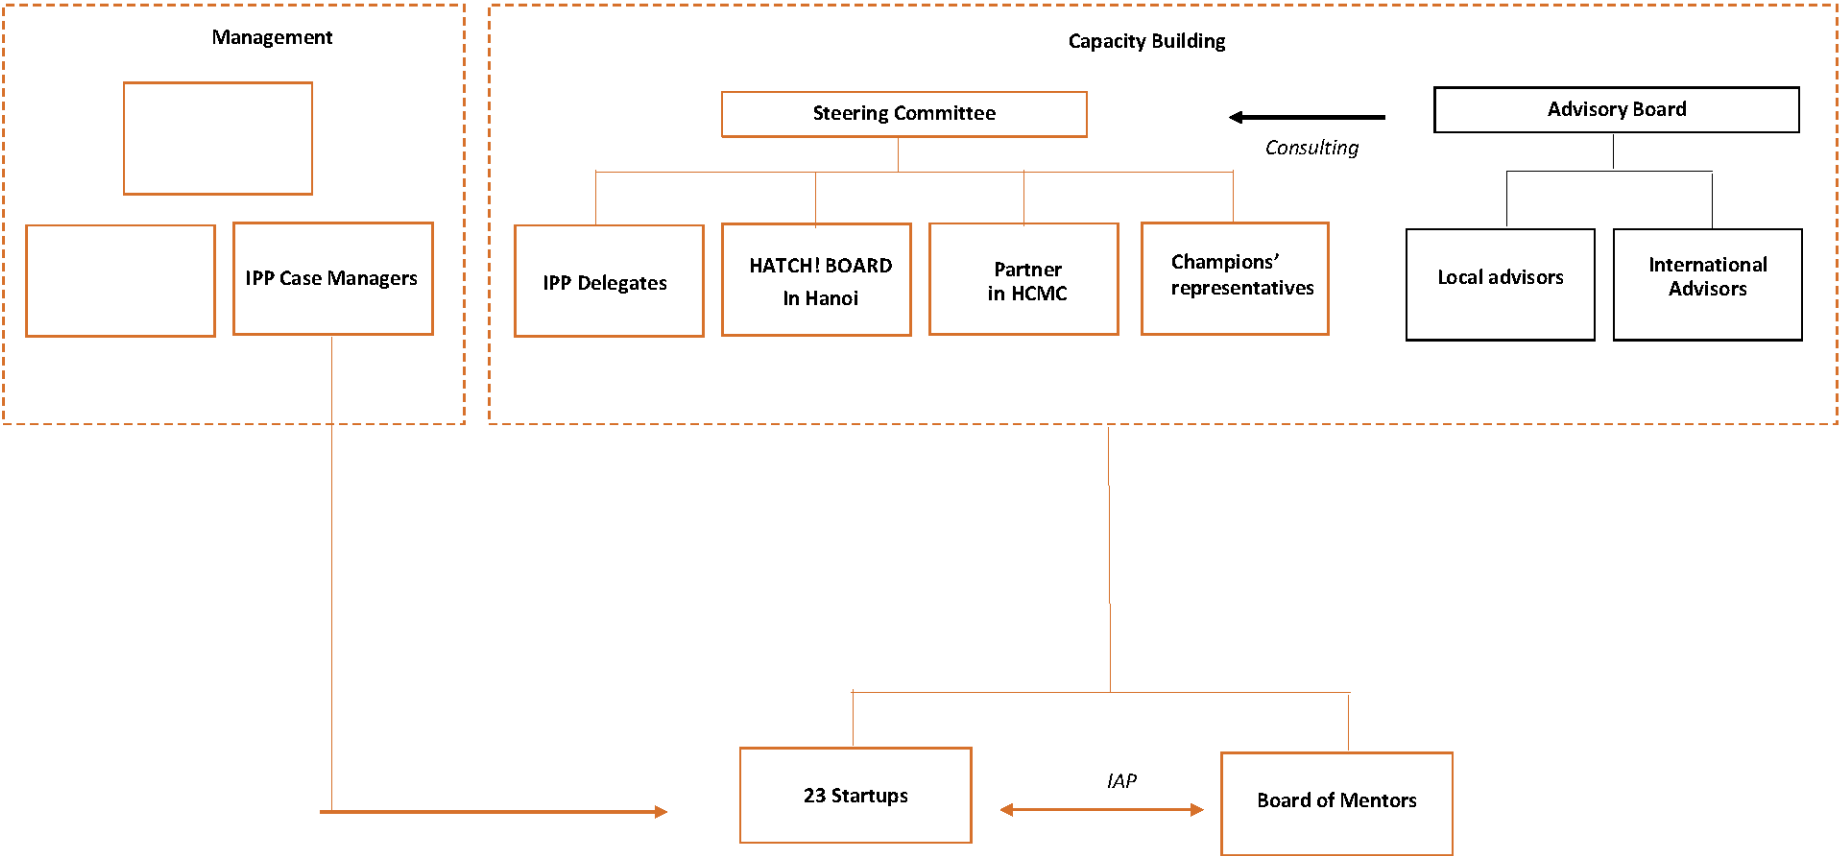 Management
Capacity Building
Steering Committee
Advisory Board
Consulting
IPP Case Managers
IPP Delegates
HATCH! BOARD
In Hanoi
Partner
in HCMC
Champions’
representatives
Local advisors
International
Advisors
23 Startups
IAP
Board of Mentors